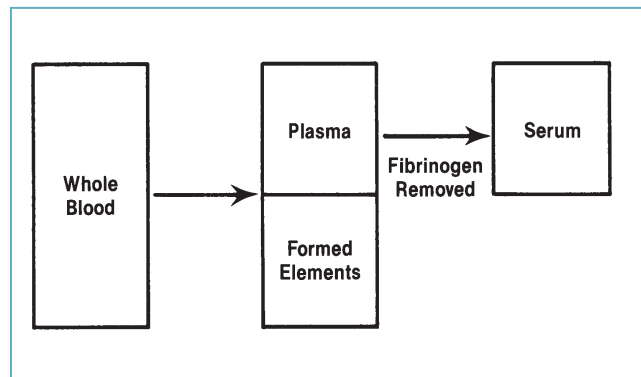 Whole
Blood
Plasma
Formed
Elements
Fibrinogen
Removed
Serum